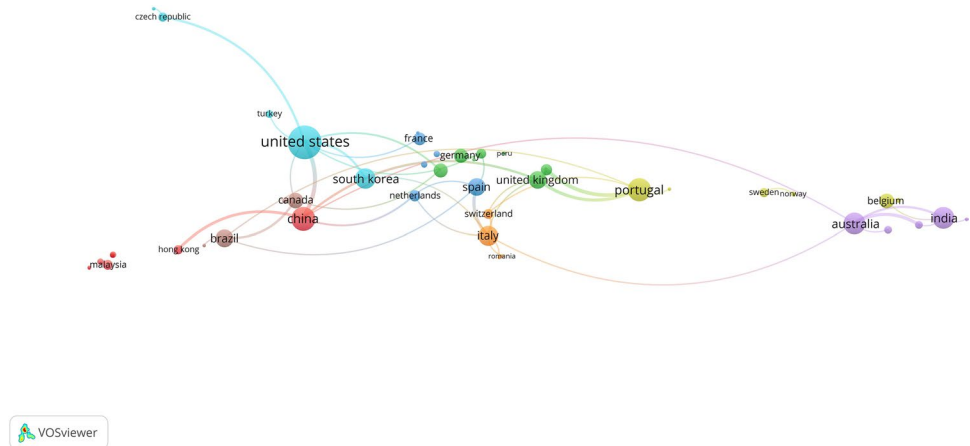 czech republic
turkey
united states
france
germany
peru
south korea
united kingdom
spain
portugal
netherlands
sweden
norway
canada
belgium
switzerland
china
india
australia
italy
brazil
hong kong
romania
malaysia
VOSviewer